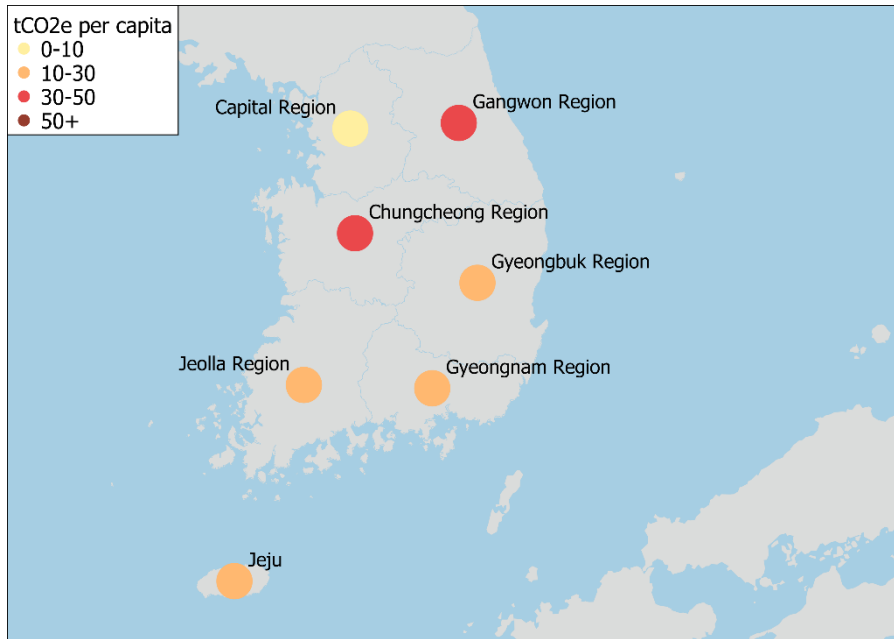 tCO2e per capita
0-10
10-30
30-50
50+
Capital Region
Gangwon Region
Chungcheong Region
Gyeongbuk Region
Jeolla Region
Gyeongnam Region
Jeju